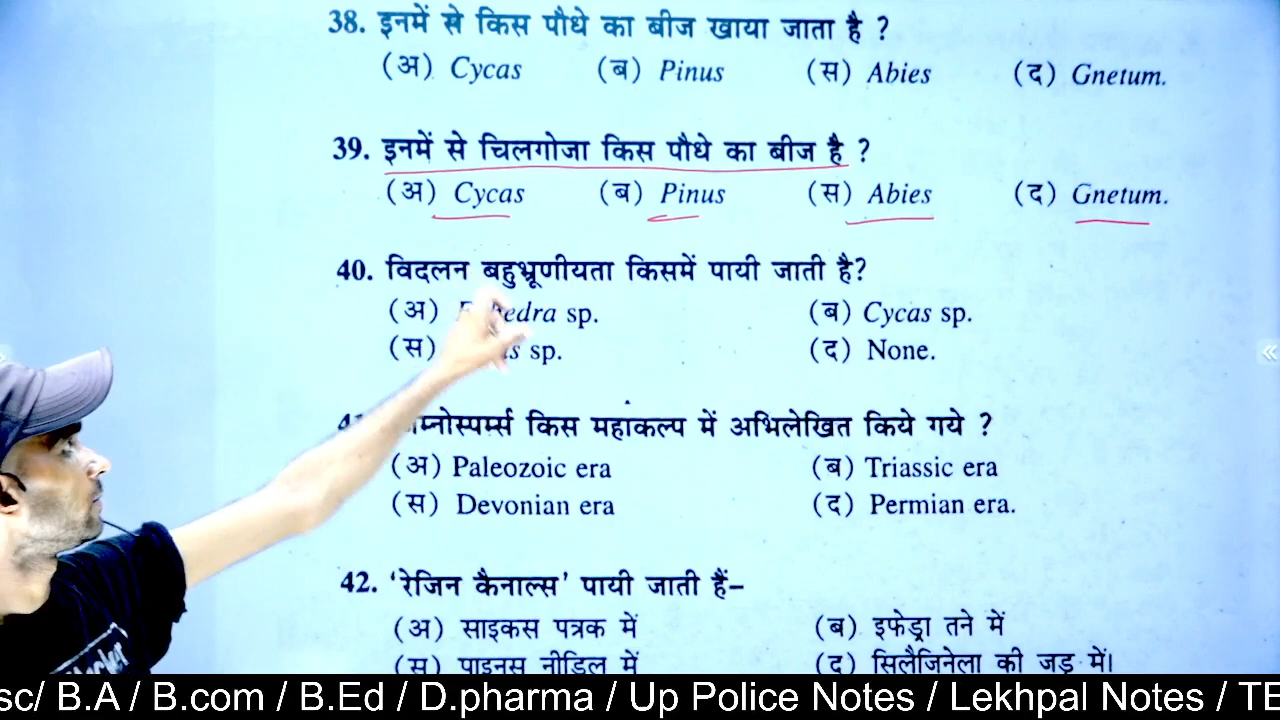 38. इनमें से किस पौधे का बीज खाया जाता है ?
(अ) Cycas (ब) Pinus (स) Abies (द) Gnetum.
39. इनमें से चिलगोजा किस पौधे का बीज है ?
(अ) Cycas (ब) Pinus (स) Abies (द) Gnetum.
40. विदलन बहुभ्रूणीयता किसमें पायी जाती है?
(अ) sp. (ब) Cycas sp.
(स) sp. (द) None.
किस महाकल्प में अभिलेखित किये गये ?
(अ) Paleozoic era (ब) Triassic era
(स) Devonian era (द) Permian era.
42. ‘रेजिन कैनाल्स’ पायी जाती हैं–
(अ) साइकस पत्रक में (ब) इफेड्रा तने में
(स) पाइनस नीडिल में (द) सिलैजिनेला की जड़ में।
/ B.A / B.com / B.Ed / D.pharma / Up Police Notes / Lekhpal Notes /